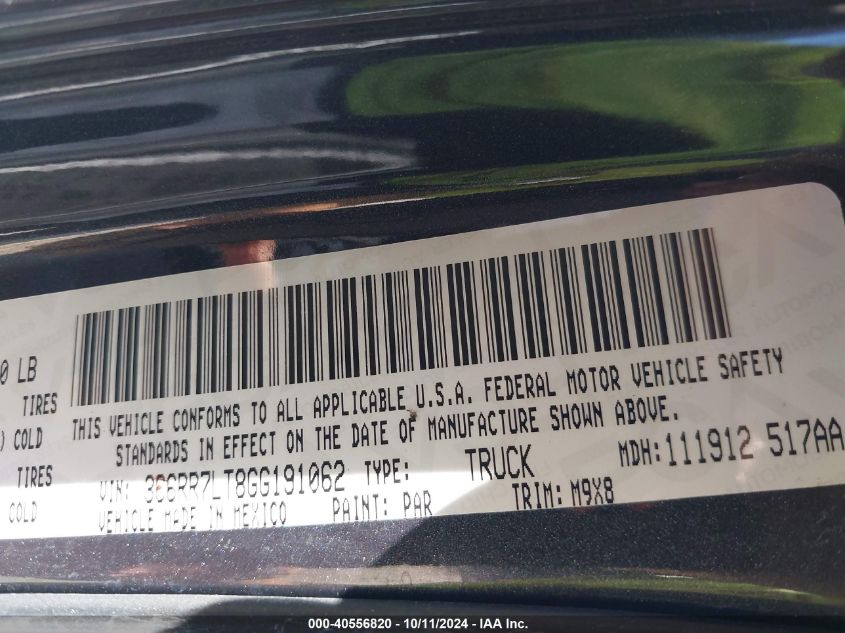 0 LB
TIRES
) COLD
TIRES
COLD
THIS VEHICLE CONFORMS TO ALL APPLICABLE U.S.A. FEDERAL MOTOR VEHICLE SAFETY
STANDARDS IN EFFECT ON THE DATE OF MANUFACTURE SHOWN ABOVE.
VIN: 3C6RR7LT8GG191062 TYPE: TRUCK MDH:111912 517AA
VEHICLE MADE IN MEXICO PAINT: PAR TRIM: M9X8
000-40556820 - 10/11/2024 - IAA Inc.